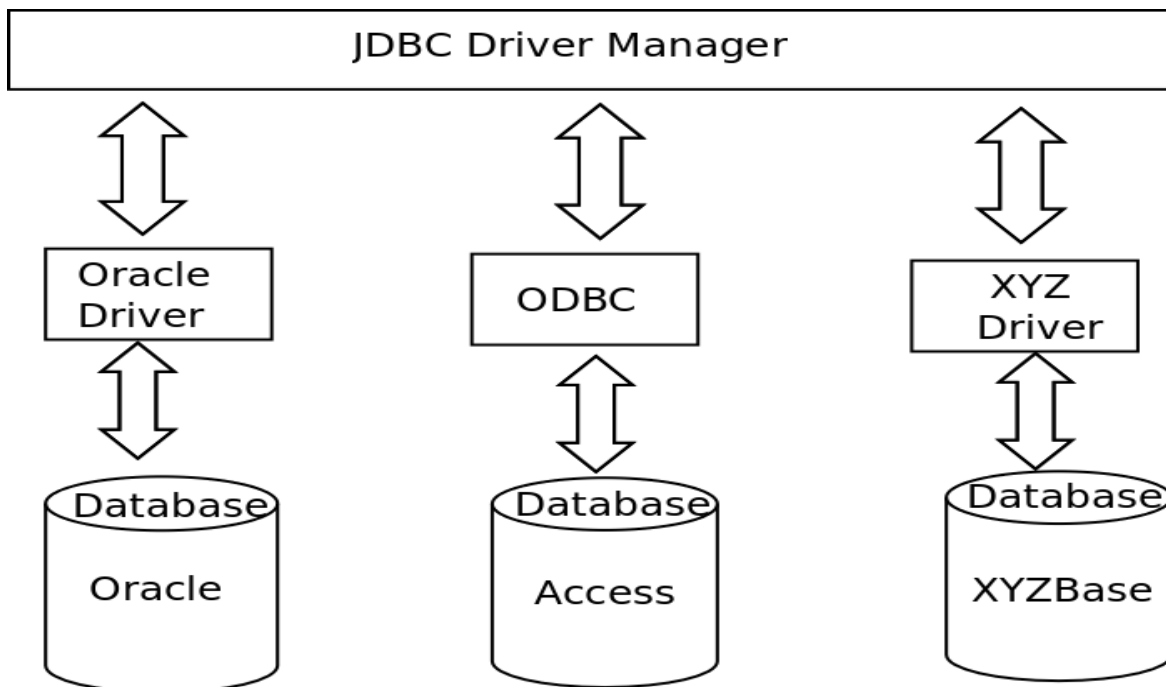 JDBC Driver Manager
Oracle
Driver
ODBC
XYZ
Driver
Database
Oracle
Database
Access
Database
XYZBase